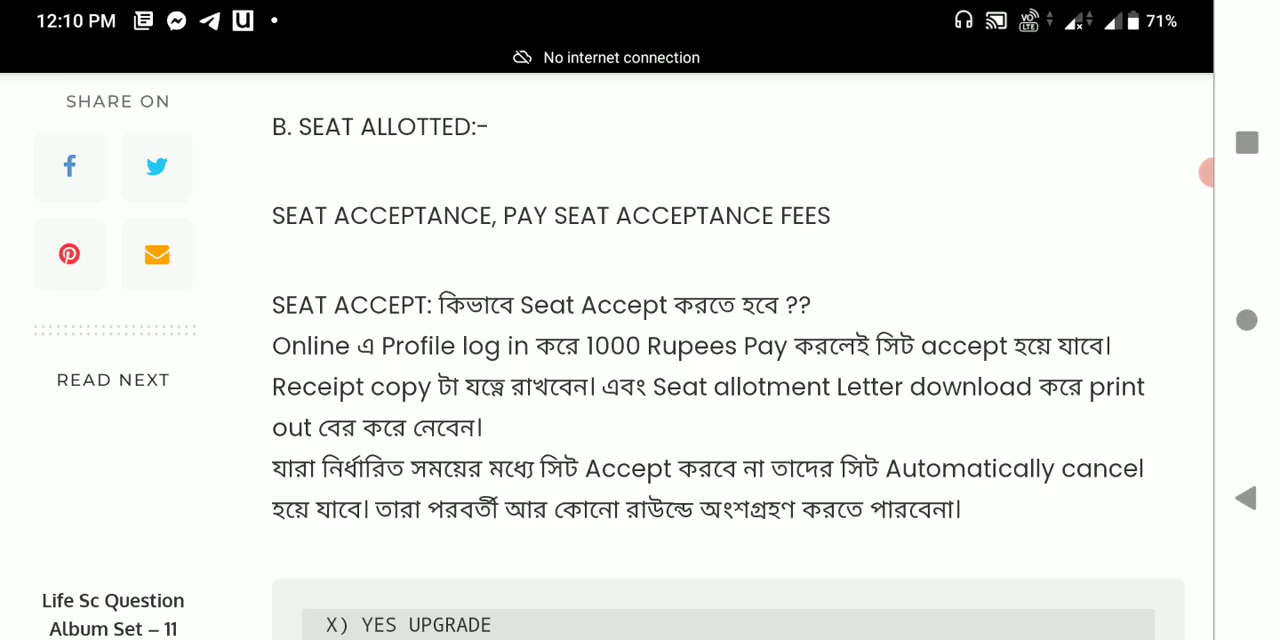 12:10 PM
71%
No internet connection
SHARE ON
B. SEAT ALLOTTED:-
SEAT ACCEPTANCE, PAY SEAT ACCEPTANCE FEES
SEAT ACCEPT: কিভাবে Seat Accept করতে হবে ??
Online এ Profile log in করে 1000 Rupees Pay করলেই সিট accept হয়ে যাবে।
Receipt copy টা যত্নে রাখবেন। এবং Seat allotment Letter download করে print
out বের করে নেবেন।
যারা নির্ধারিত সময়ের মধ্যে সিট Accept করবে না তাদের সিট Automatically cancel
হয়ে যাবে। তারা পরবর্তী আর কোনো রাউন্ডে অংশগ্রহণ করতে পারবেনা।
READ NEXT
Life Sc Question
Album Set – 11
X) YES UPGRADE